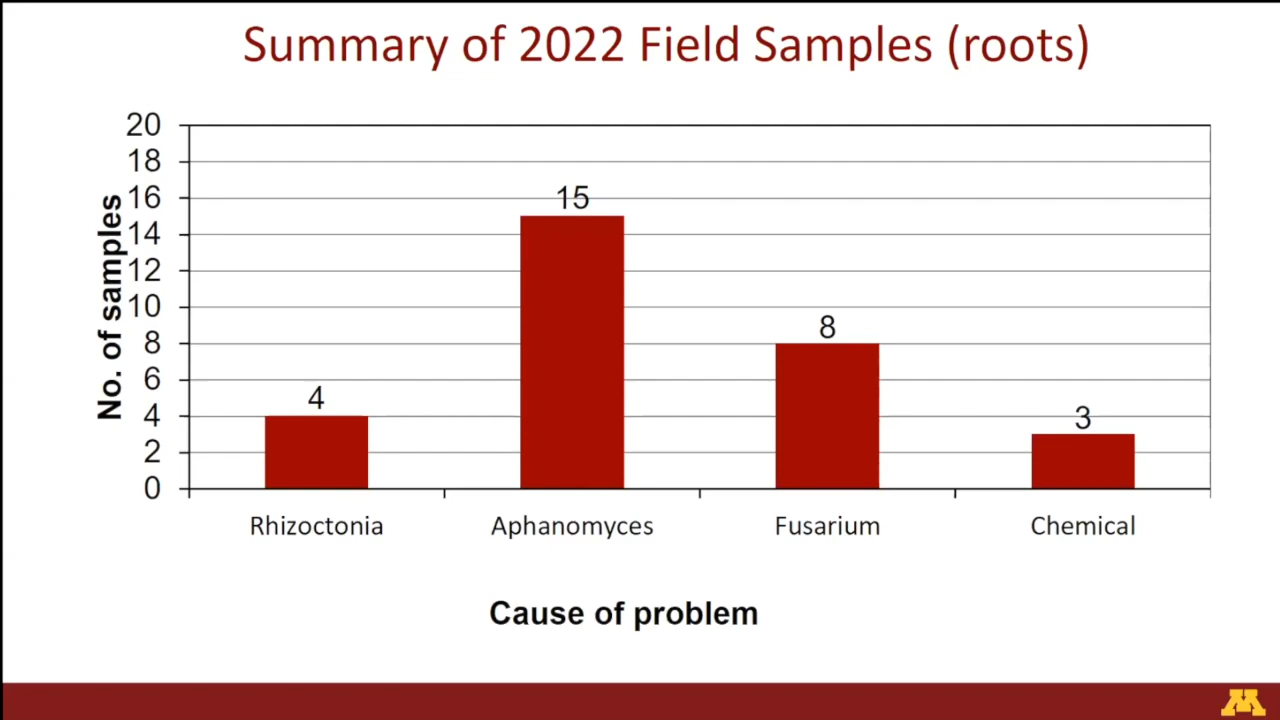 Summary of 2022 Field Samples (roots)
No. of samples
20
18
16
14
12
10
8
6
4
2
0
4
15
8
3
Rhizoctonia
Aphanomyces
Fusarium
Chemical
Cause of problem
M